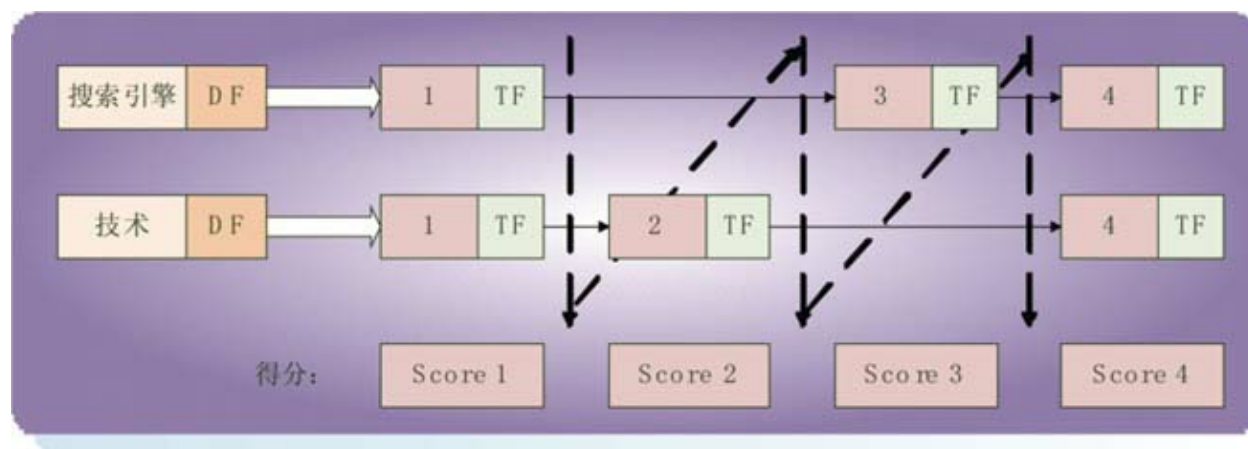 搜索引擎 DF 1 TF 3 TF 4 TF
技术 DF 1 TF 2 TF 4 TF
得分: Score 1 Score 2 Score 3 Score 4